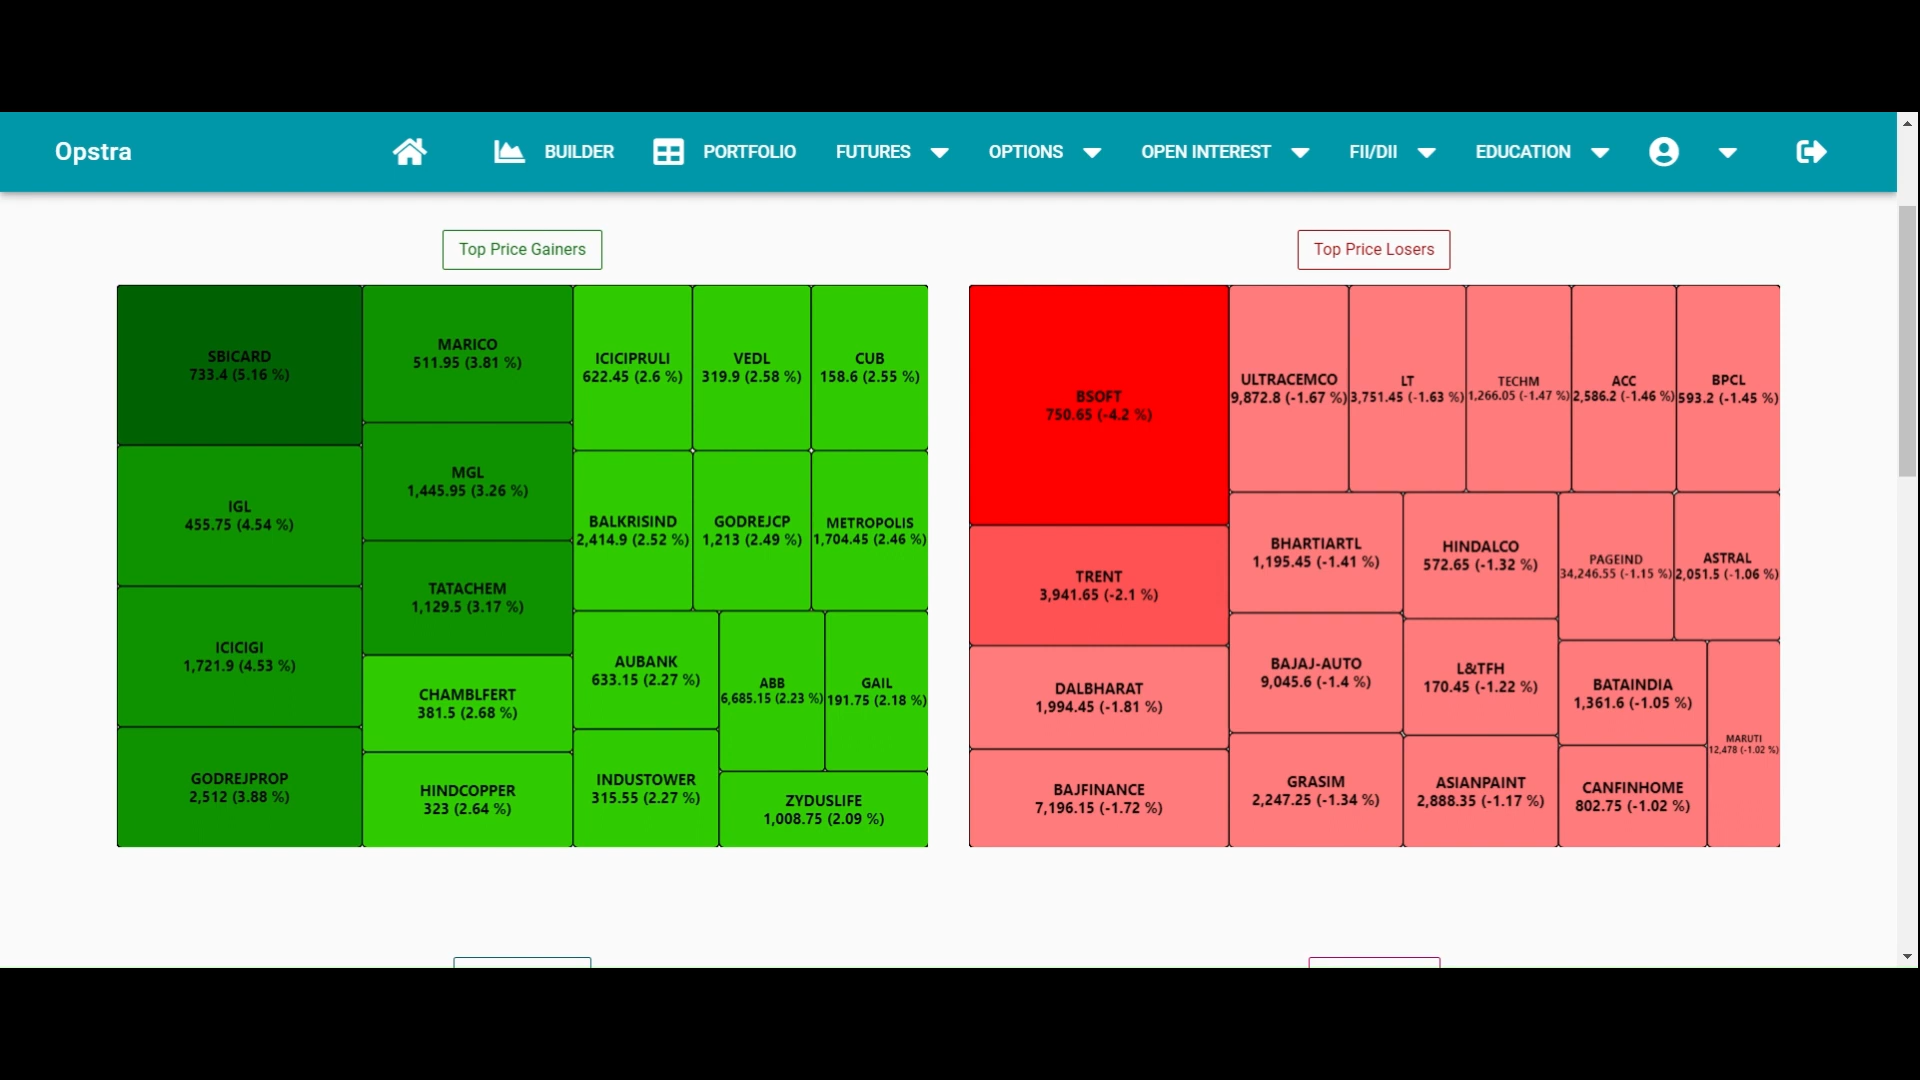 Opstra
BUILDER
PORTFOLIO
FUTURES
OPTIONS
OPEN INTEREST
FII/DII
EDUCATION
Top Price Gainers
SBICARD
733.4 (5.16 %)
IGL
455.75 (4.54 %)
ICICIGI
1,721.9 (4.53 %)
GODREJPROP
2,512 (3.88 %)
MARICO
511.95 (3.81 %)
MGL
1,445.95 (3.26 %)
TATACHEM
1,129.5 (3.17 %)
CHAMBLFERT
381.5 (2.68 %)
HINDCOPPER
323 (2.64 %)
ICICIPRULI
622.45 (2.6 %)
VEDL
319.9 (2.58 %)
CUB
158.6 (2.55 %)
BALKRISIND
2,414.9 (2.52 %)
GODREJCP
1,213 (2.49 %)
METROPOLIS
1,704.45 (2.46 %)
AUBANK
633.15 (2.27 %)
INDUSTOWER
315.55 (2.27 %)
ABB
6,685.15 (2.23 %)
GAIL
191.75 (2.18 %)
ZYDUSLIFE
1,008.75 (2.09 %)
Top Price Losers
BSOFT
750.65 (-4.2 %)
TRENT
3,941.65 (-2.1 %)
DALBHARAT
1,994.45 (-1.81 %)
BAJFINANCE
7,196.15 (-1.72 %)
ULTRACEMCO
9,872.8 (-1.67 %)
LT
3,751.45 (-1.63 %)
TECHM
1,266.05 (-1.47 %)
ACC
2,586.2 (-1.46 %)
BPCL
593.2 (-1.45 %)
BHARTIARTL
1,195.45 (-1.41 %)
BAJAJ-AUTO
9,045.6 (-1.4 %)
GRASIM
2,247.25 (-1.34 %)
HINDALCO
572.65 (-1.32 %)
L&TFH
170.45 (-1.22 %)
ASIANPAINT
2,888.35 (-1.17 %)
PAGEIND
34,246.55 (-1.15 %)
ASTRAL
2,051.5 (-1.06 %)
BATAINDIA
1,361.6 (-1.05 %)
CANFINHOME
802.75 (-1.02 %)
MARUTI
12,478 (-1.02 %)